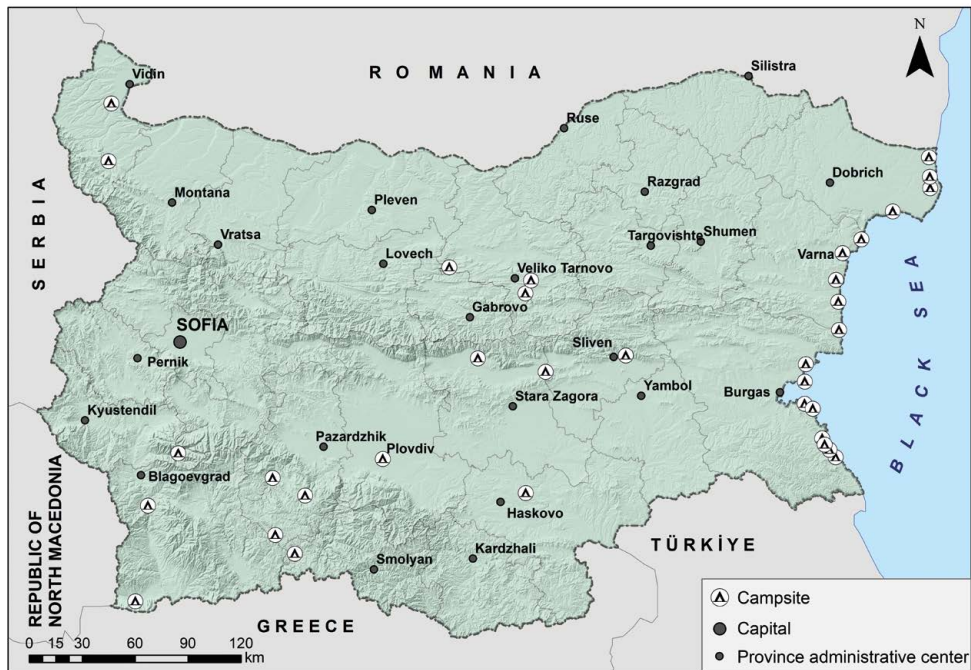 N
ROMANIA
Vidin
Silistra
Ruse
SERBIA
Montana
Pleven
Razgrad
Dobrich
Vratsa
Lovech
Targovishte
Shumen
Varna
Veliko Tarnovo
Gabrovo
SOFIA
Pernik
Sliven
BLACK SEA
Kyustendil
Stara Zagora
Yambol
Burgas
Pazardzhik
Plovdiv
Blagoevgrad
Haskovo
REPUBLIC OF
NORTH MACEDONIA
Smolyan
Kardzhali
TÜRKİYE
GREECE
0 15 30 60 90 120
km
Campsite
Capital
Province administrative center